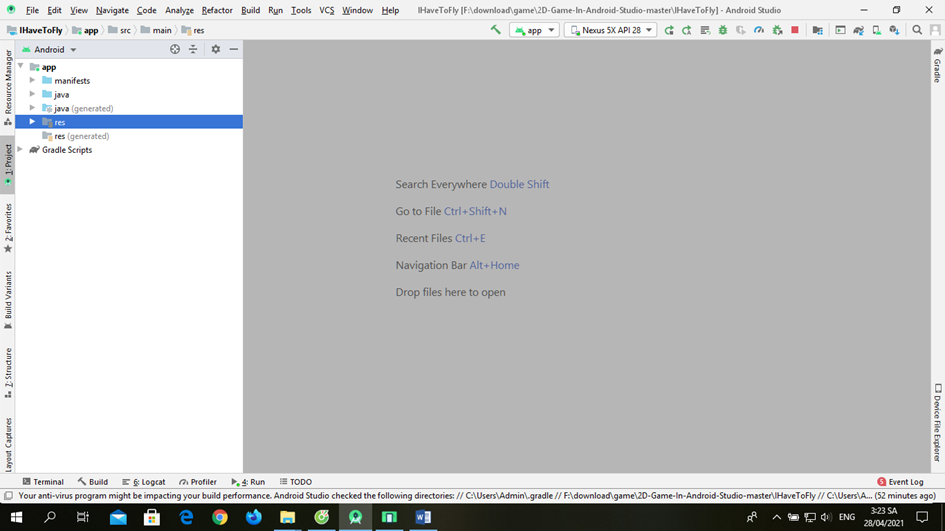 File Edit View Navigate Code Analyze Refactor Build Run Tools VCS Window Help IHaveToFly [F:\download\game\2D-Game-In-Android-Studio-master\IHaveToFly] - Android Studio
IHaveToFly app src main res app Nexus 5X API 28
Android
app
manifests
java
java (generated)
res
res (generated)
Gradle Scripts
Resource Manager
1: Project
2: Favorites
Build Variants
7: Structure
Layout Captures
Search Everywhere Double Shift
Go to File Ctrl+Shift+N
Recent Files Ctrl+E
Navigation Bar Alt+Home
Drop files here to open
Gradle
Device File Explorer
Terminal Build 6: Logcat Profiler 4: Run TODO Event Log
Your anti-virus program might be impacting your build performance. Android Studio checked the following directories: // C:\Users\Admin\.gradle // F:\download\game\2D-Game-In-Android-Studio-master\IHaveToFly // C:\Users\A... (52 minutes ago)
ENG
3:23 SA
28/04/2021